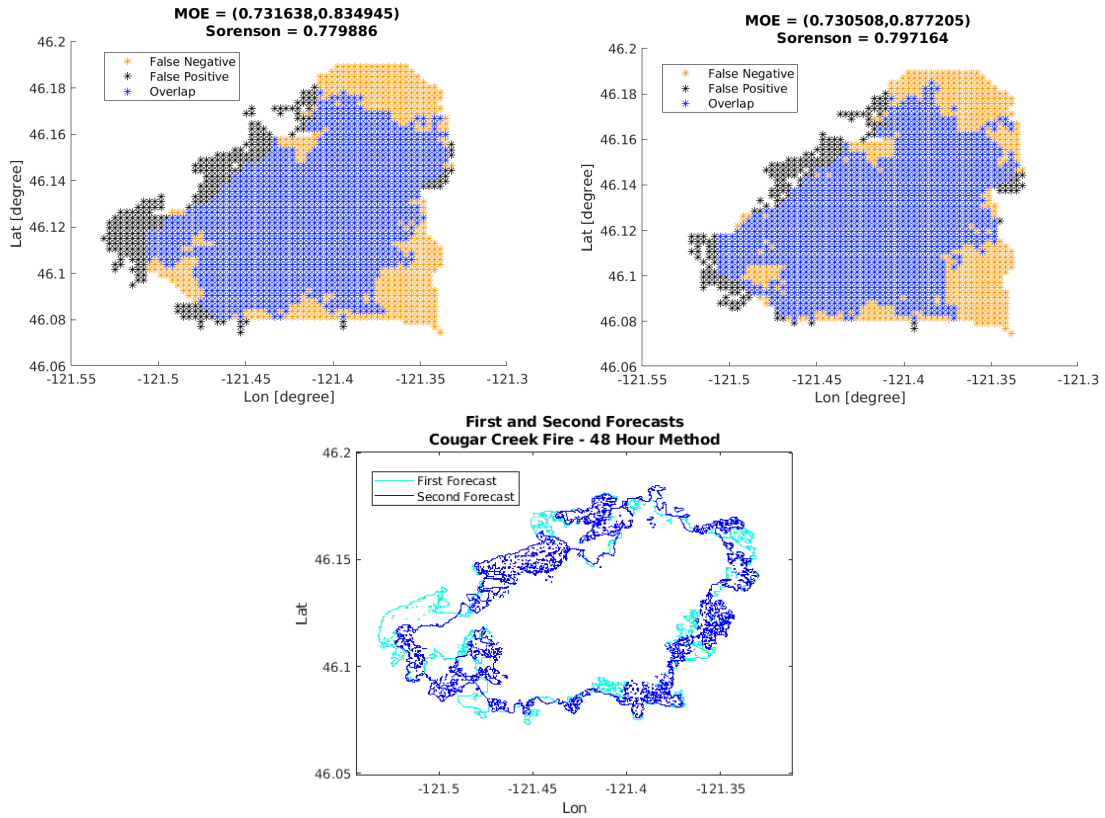 MOE = (0.731638,0.834945)
Sorenson = 0.779886
46.2
46.18
46.16
46.14
46.12
46.1
46.08
46.06
Lat [degree]
False Negative
False Positive
Overlap
-121.55
-121.5
-121.45
-121.4
-121.35
-121.3
Lon [degree]
MOE = (0.730508,0.877205)
Sorenson = 0.797164
46.2
46.18
46.16
46.14
46.12
46.1
46.08
46.06
Lat [degree]
False Negative
False Positive
Overlap
-121.55
-121.5
-121.45
-121.4
-121.35
-121.3
Lon [degree]
First and Second Forecasts
Cougar Creek Fire - 48 Hour Method
46.2
46.15
46.1
46.05
Lat
First Forecast
Second Forecast
-121.5
-121.45
-121.4
-121.35
Lon